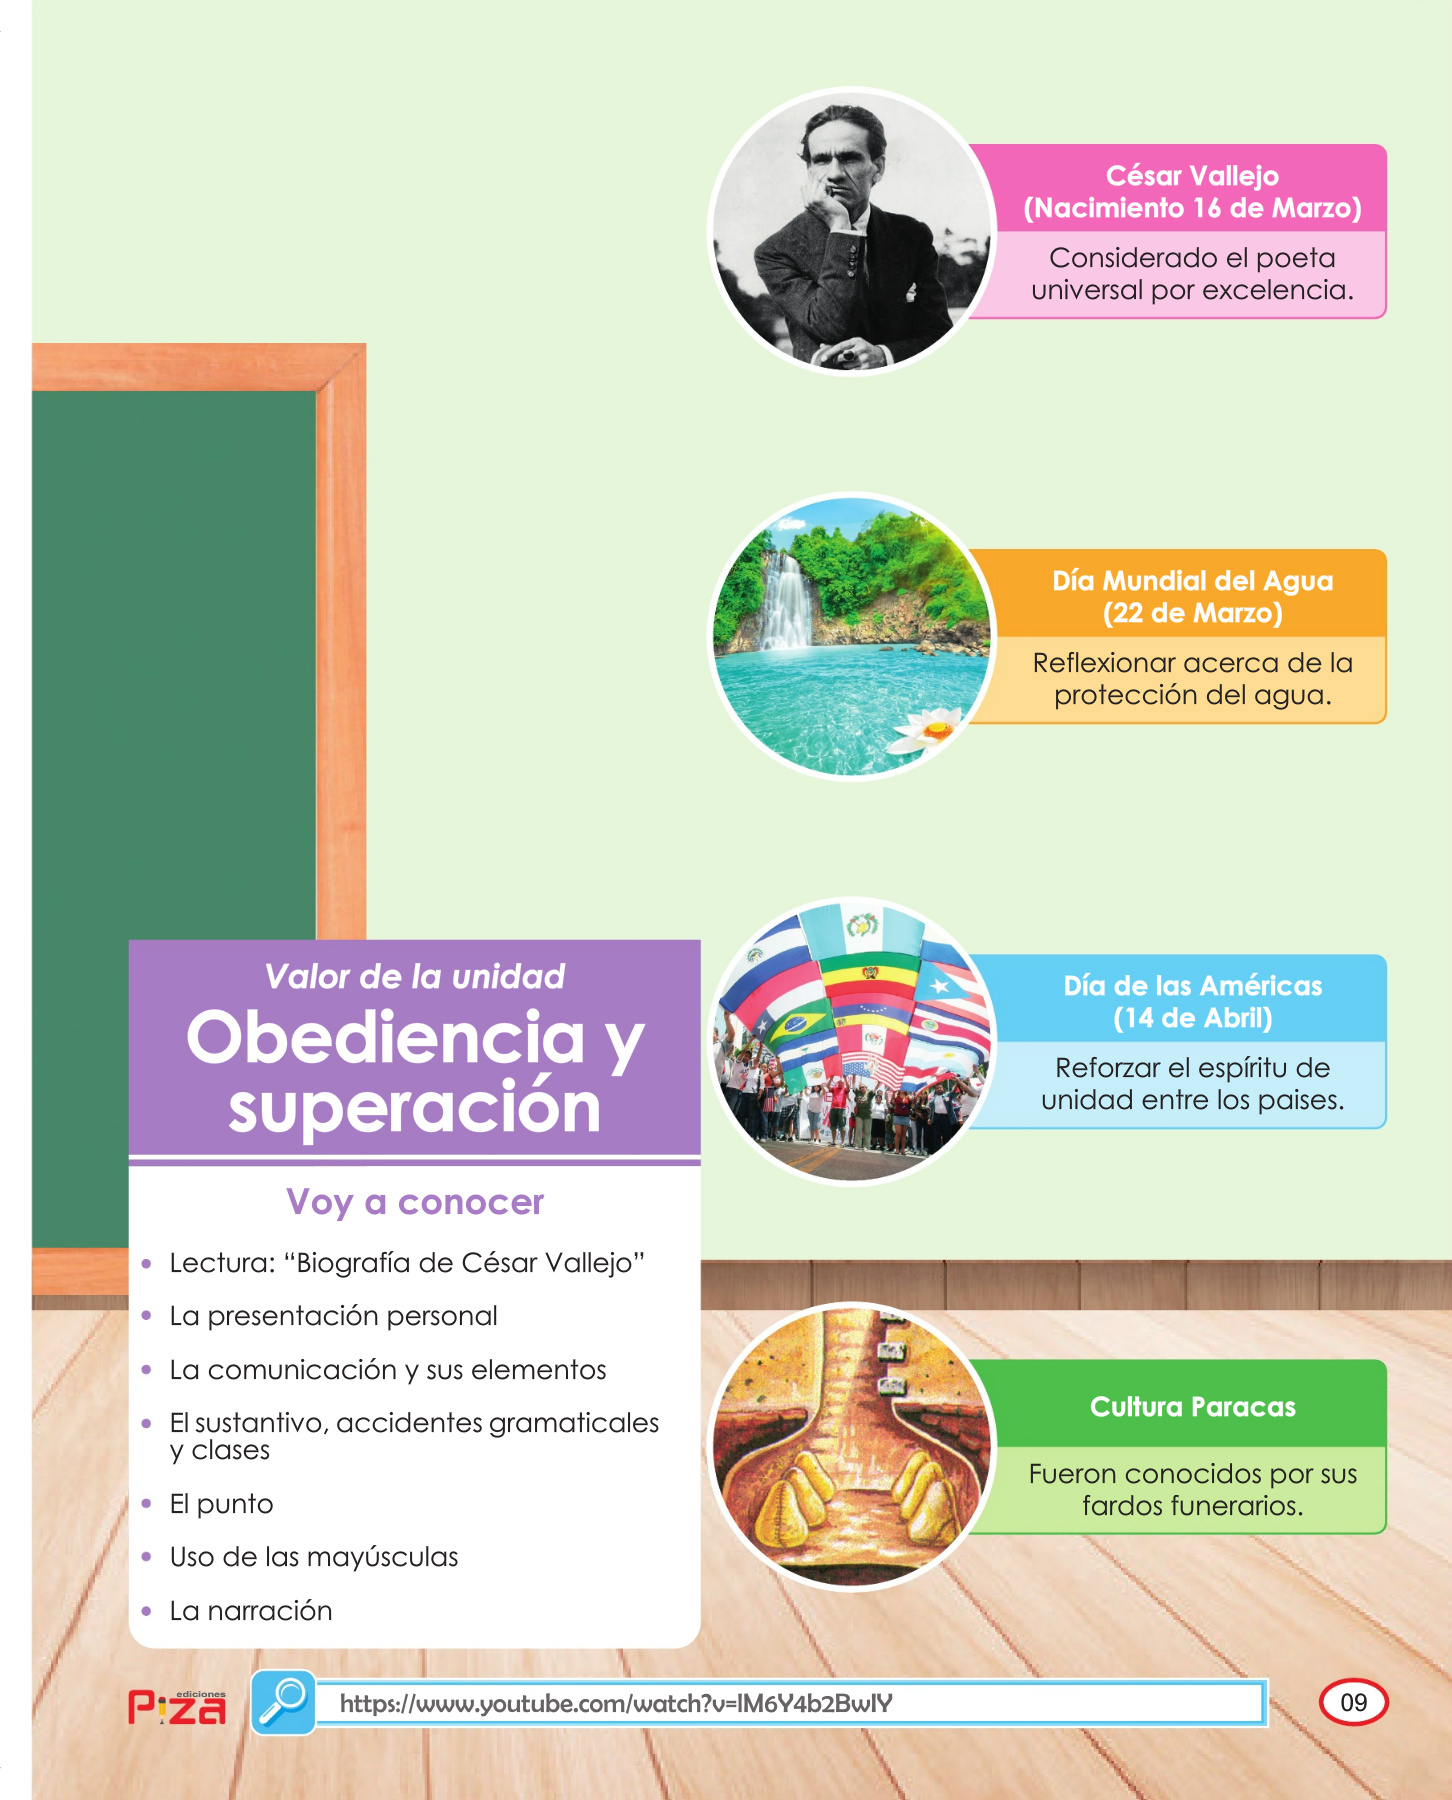 César Vallejo
(Nacimiento 16 de Marzo)
Considerado el poeta
universal por excelencia.
Día Mundial del Agua
(22 de Marzo)
Reflexionar acerca de la
protección del agua.
Día de las Américas
(14 de Abril)
Reforzar el espíritu de
unidad entre los paises.
Valor de la unidad
Obediencia y
superación
Voy a conocer
• Lectura: “Biografía de César Vallejo”
• La presentación personal
• La comunicación y sus elementos
• El sustantivo, accidentes gramaticales
y clases
• El punto
• Uso de las mayúsculas
• La narración
Cultura Paracas
Fueron conocidos por sus
fardos funerarios.
ediciones
Piza
https://www.youtube.com/watch?v=lM6Y4b2BwlY
09